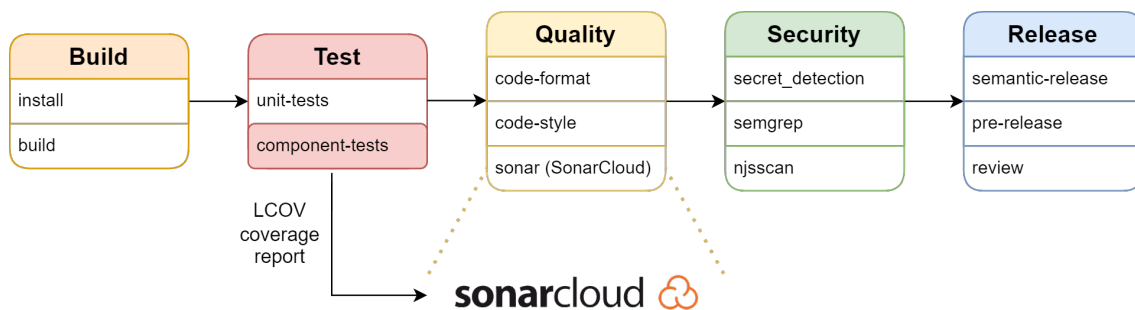 Build
install
build
Test
unit-tests
component-tests
Quality
code-format
code-style
sonar (SonarCloud)
Security
secret_detection
semgrep
njsscan
Release
semantic-release
pre-release
review
LCOV
coverage
report
sonarcloud